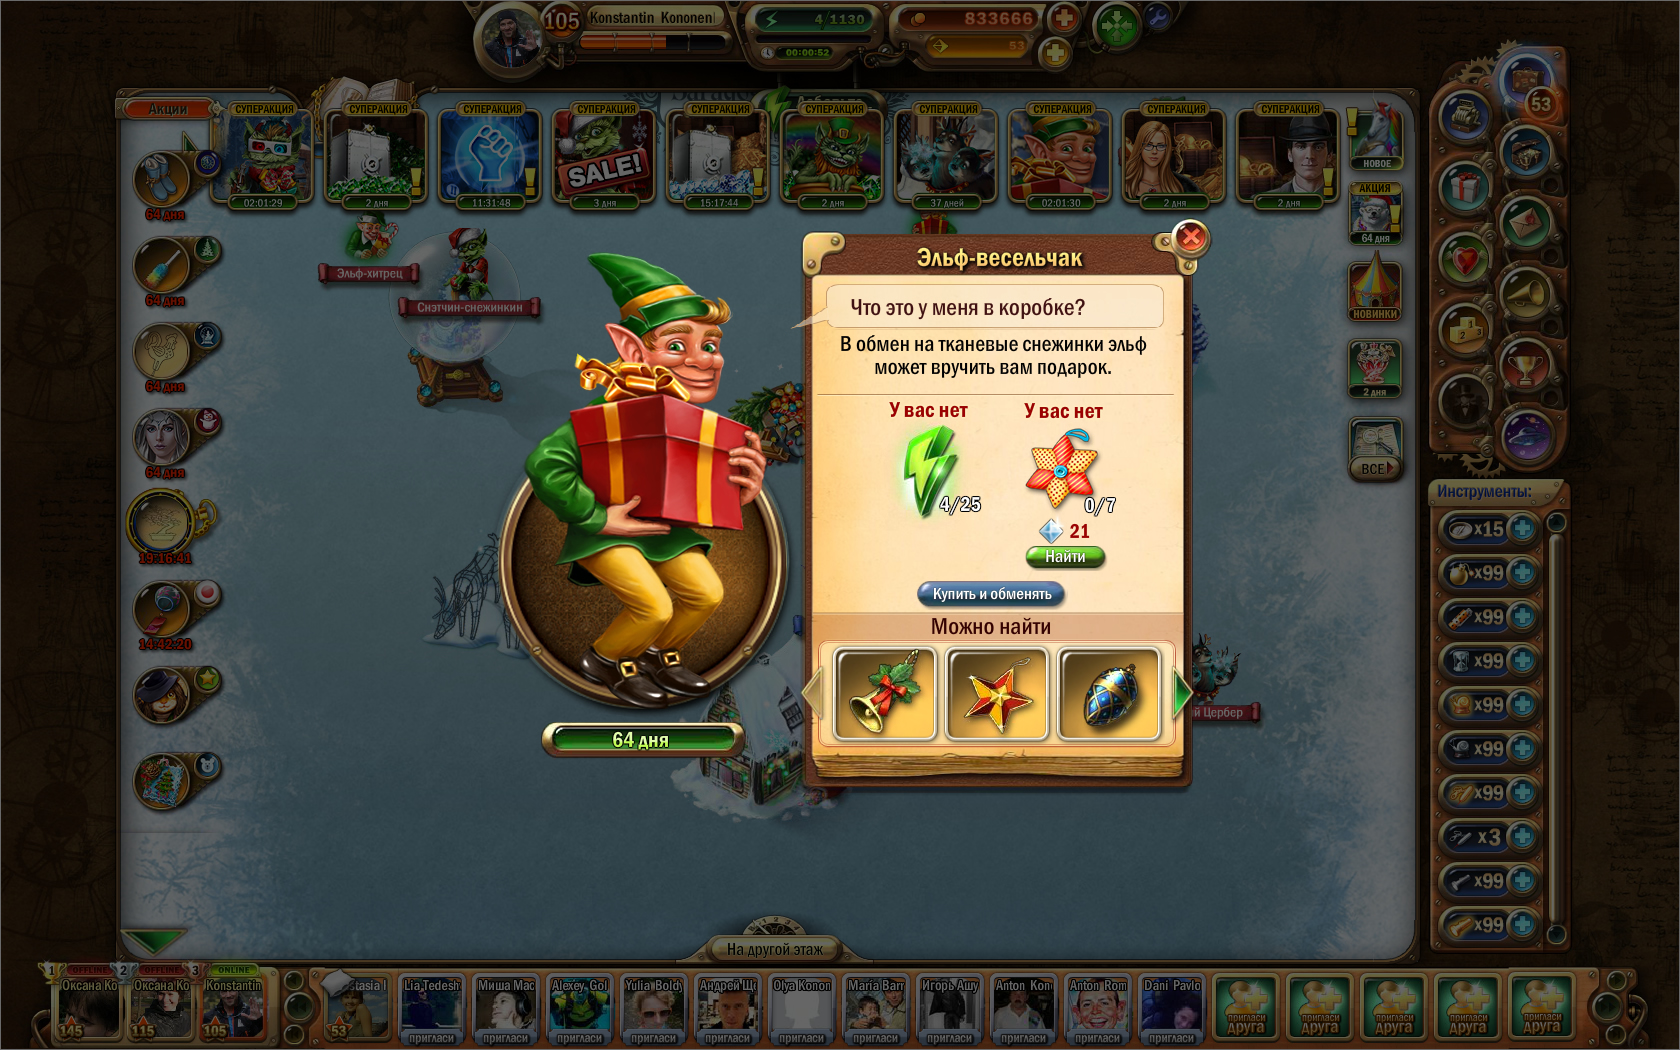 105
Konstantin Kononenl
4/1130
00:00:52
833666
53
Акции
СУПЕРАКЦИЯ
02:01:29
СУПЕРАКЦИЯ
2 дня
СУПЕРАКЦИЯ
11:31:48
СУПЕРАКЦИЯ
SALE!
3 дня
СУПЕРАКЦИЯ
15:17:44
СУПЕРАКЦИЯ
2 дня
СУПЕРАКЦИЯ
37 дней
СУПЕРАКЦИЯ
02:01:30
СУПЕРАКЦИЯ
2 дня
СУПЕРАКЦИЯ
2 дня
НОВОЕ
АКЦИЯ
64 дня
НОВИНКИ
2 дня
ВСЕ
53
64 дня
64 дня
64 дня
64 дня
19:16:41
14:42:20
Эльф-хитрец
Снэтчин-снежинкин
Эльф-весельчак
Что это у меня в коробке?
В обмен на тканевые снежинки эльф
может вручить вам подарок.
У вас нет
У вас нет
4/25
0/7
21
Найти
Купить и обменять
Можно найти
64 дня
й Цербер
Инструменты:
x15
x99
x99
x99
x99
x99
x99
x3
x99
x99
На другой этаж
1
OFFLINE
Оксана Ко
145
2
OFFLINE
Оксана Ко
115
3
ONLINE
Konstantin
105
stasia I
53
Lia Tedesh
пригласи
Миша Мас
пригласи
Alexey Gol
пригласи
Yulia Boldy
пригласи
Андрей Щ
пригласи
Olya Konon
пригласи
Maria Barr
пригласи
Игорь Ашу
пригласи
Anton Kon
пригласи
Anton Rom
пригласи
Dani Pavlo
пригласи
пригласи
друга
пригласи
друга
пригласи
друга
пригласи
друга
пригласи
друга